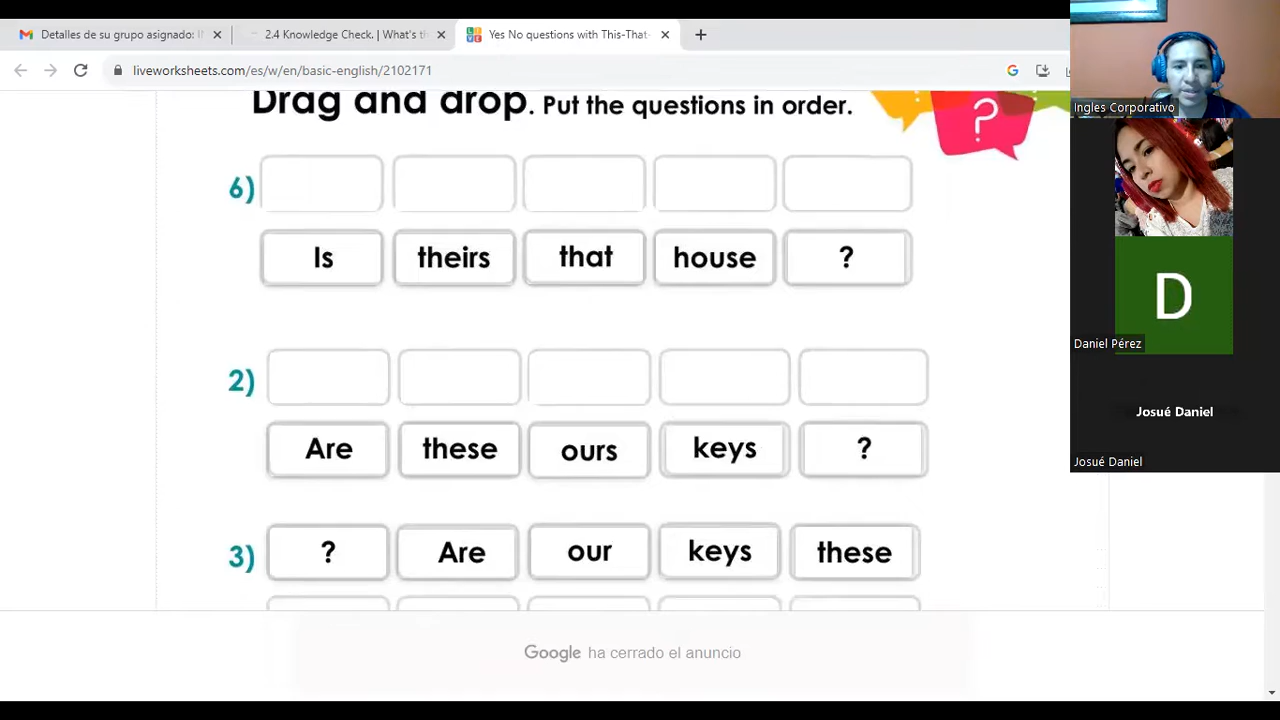 Detalles de su grupo asignado: I
2.4 Knowledge Check. | What's t
Yes No questions with This-That-
liveworksheets.com/es/w/en/basic-english/2102171
Drag and drop. Put the questions in order.
?
6)
Is theirs that house ?
2)
Are these ours keys ?
3) ? Are our keys these
Google ha cerrado el anuncio
Ingles Corporativo
D
Daniel Pérez
Josué Daniel
Josué Daniel